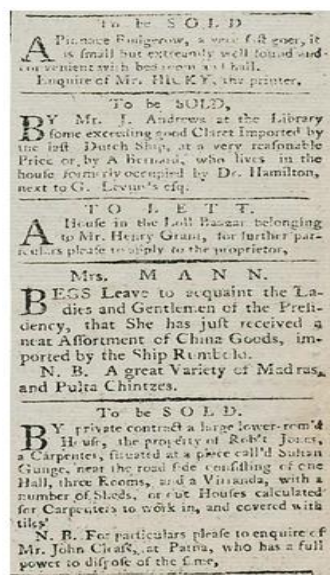 To be SOLD
A Pinnace Budgerow, a very fast goer, it
is small but extreamly well found and
convenient with bed room and hall.
Enquire of Mr. HICKY, the printer,
To be SOLD,
BY Mr. J. Andrews at the Library
some exceeding good Claret Imported by
the last Dutch Ship, at a very reasonable
Price or by A Bernard, who lives in the
house formerly occupied by Dr. Hamilton,
next to G. esq.
TO LETT.
A House in the Loll Bazar belonging
to Mr. Henry Grant, for further par-
ticulars please to apply to the proprietor,
Mrs. MANN.
BEGS Leave to acquaint the La-
dies and Gentlemen of the Presi-
dency, that She has just received a
neat Assortment of China Goods, im-
ported by the Ship Rumbold.
N. B. A great Variety of Madras,
and Pulta Chintzes.
To be SOLD.
BY private contract a large lower-room'd
House, the property of Rob't Jones,
a Carpenter, situated at a piece call'd Sultan
Gunge, near the road side consisting of one
Hall, three Rooms, and a Viranda, with a
number of Sheds, or out Houses calculated
for Carpenters to work in, and covered with
tiles
N. B. For particulars please to enquire of
Mr. John at Patna, who has a full
power to dispose of the same,